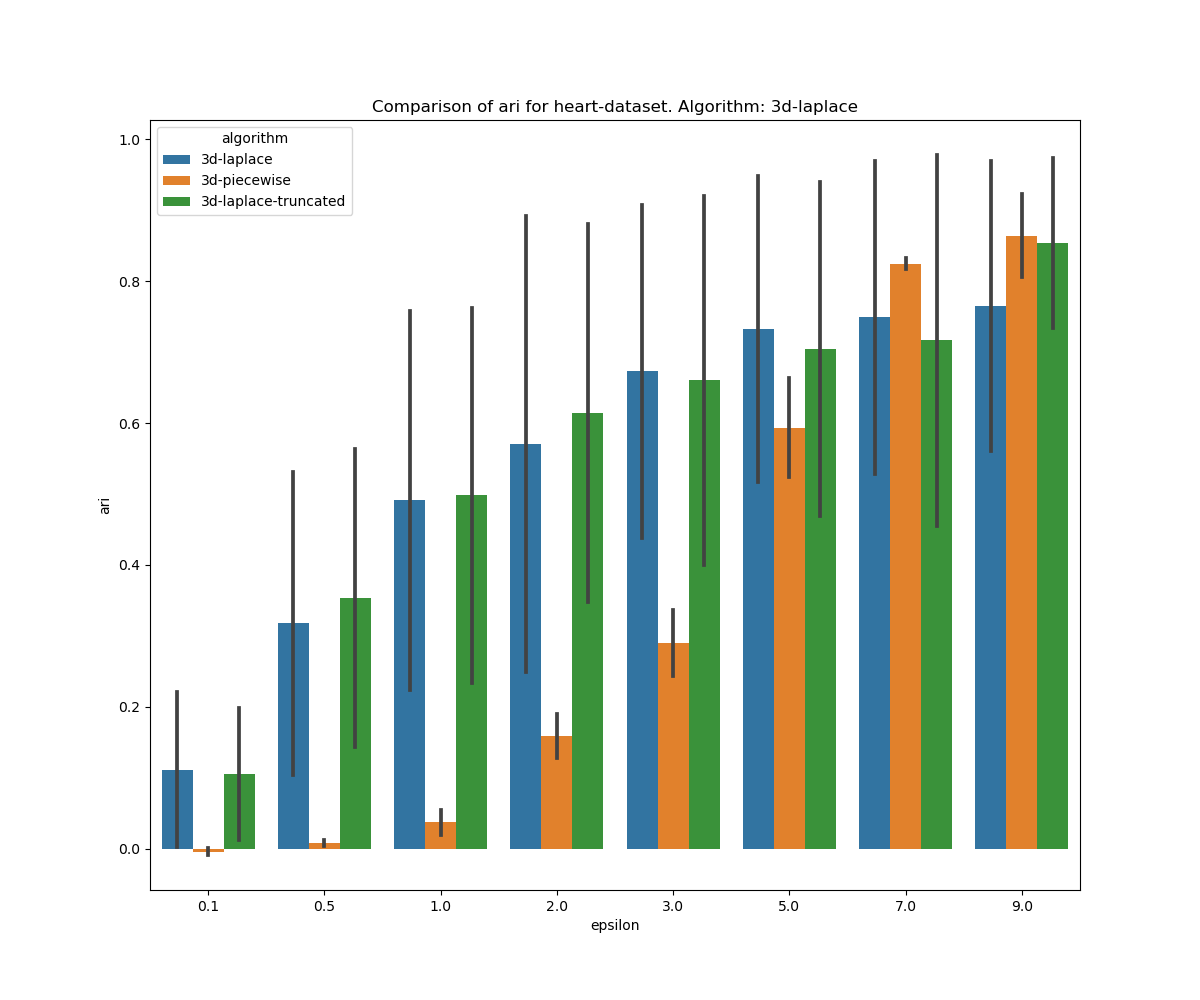 Comparison of ari for heart-dataset. Algorithm: 3d-laplace
algorithm
3d-laplace
3d-piecewise
3d-laplace-truncated
1.0
0.8
0.6
0.4
0.2
0.0
ari
0.1 0.5 1.0 2.0 3.0 5.0 7.0 9.0
epsilon